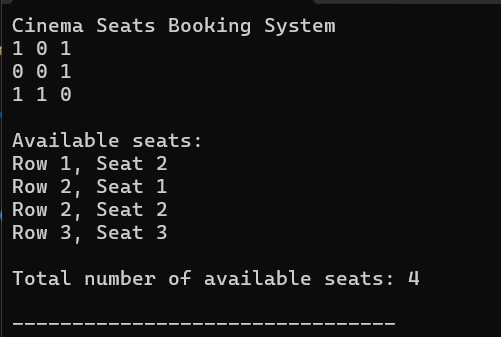 Cinema Seats Booking System
1 0 1
0 0 1
1 1 0
Available seats:
Row 1, Seat 2
Row 2, Seat 1
Row 2, Seat 2
Row 3, Seat 3
Total number of available seats: 4
--------------------------------